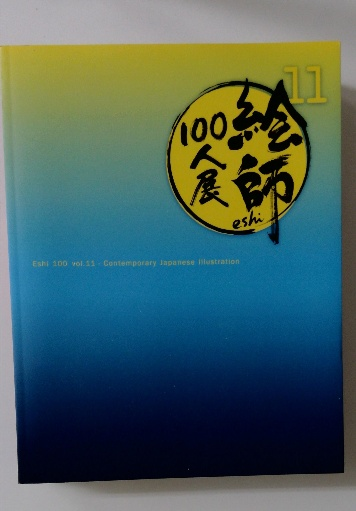 11
絵師
100人展
eshi
Eshi 100 vol.11 - Contemporary Japanese Illustration